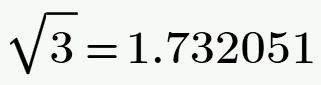 √3 = 1.732051